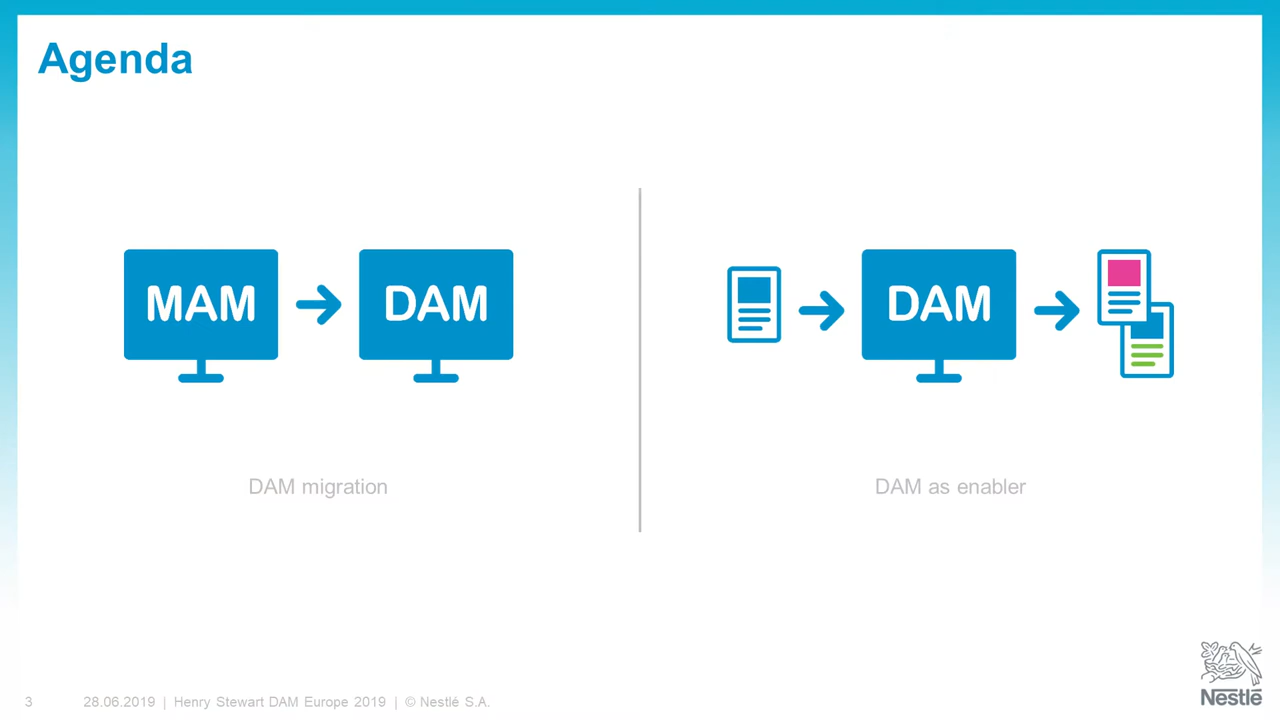 Agenda
MAM
DAM
DAM migration
DAM
DAM as enabler
3 28.06.2019 | Henry Stewart DAM Europe 2019 | © Nestlé S.A.
Nestlé